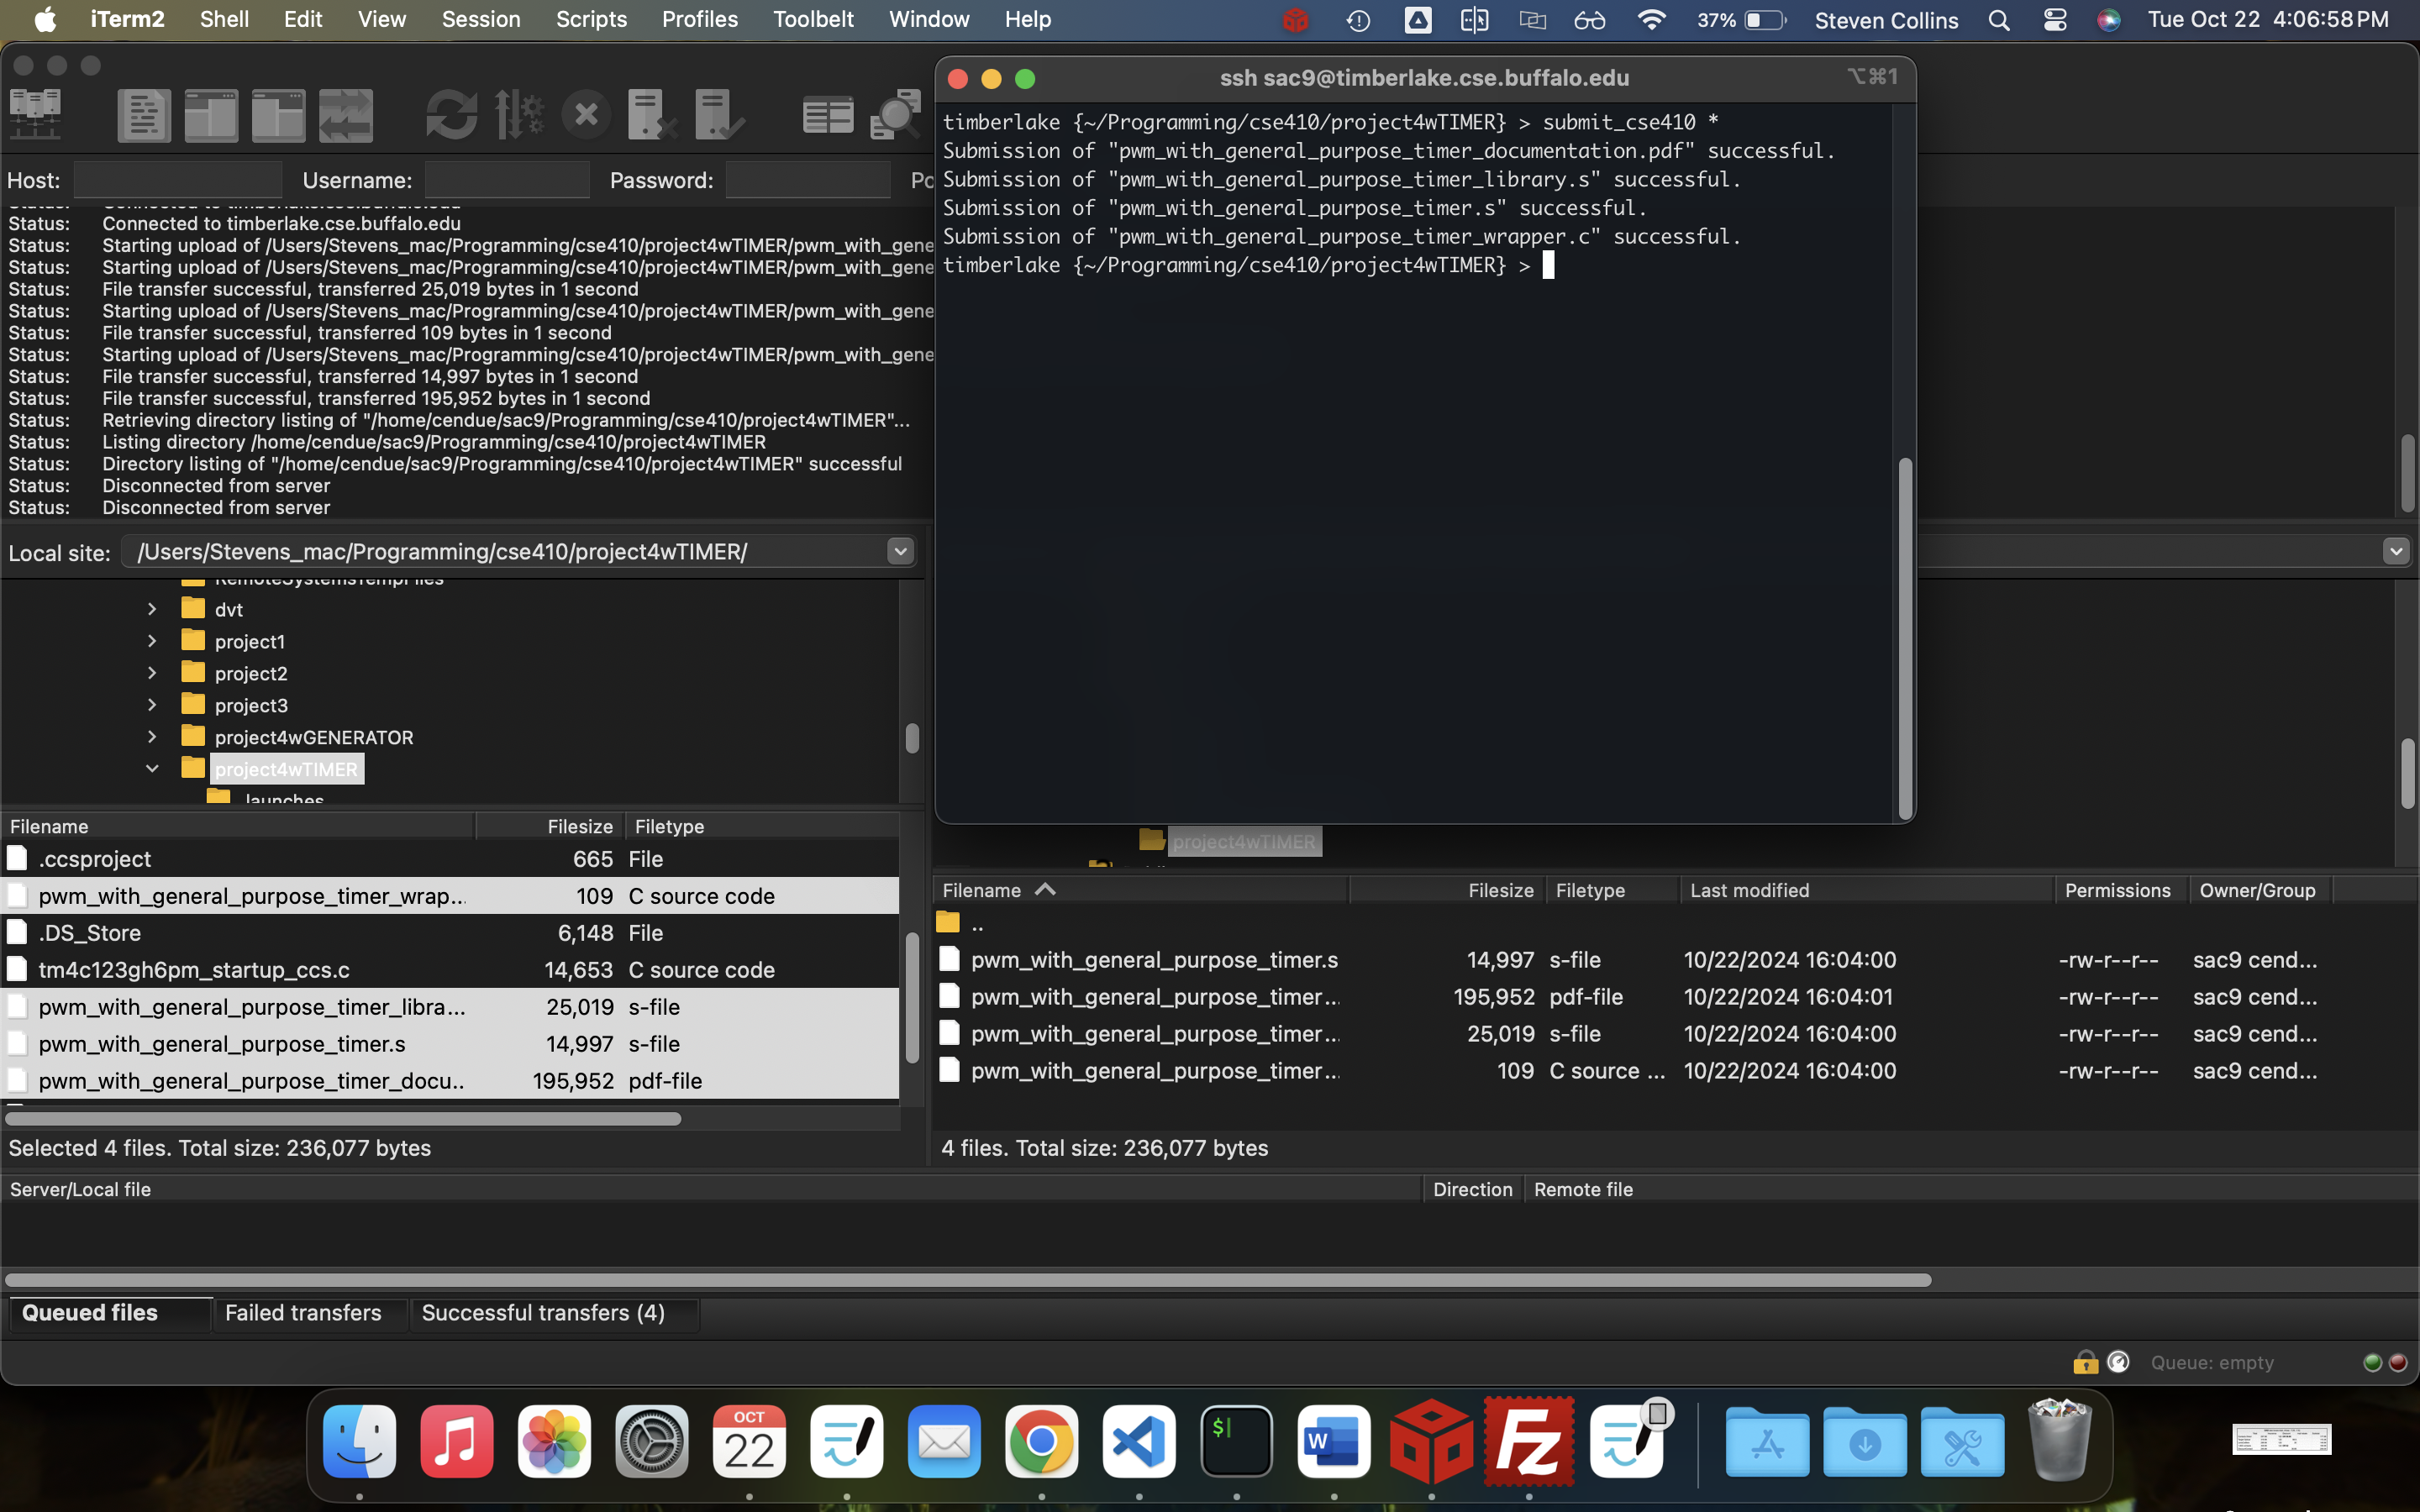 iTerm2 Shell Edit View Session Scripts Profiles Toolbelt Window Help 37% Steven Collins Tue Oct 22 4:06:58 PM
ssh sac9@timberlake.cse.buffalo.edu ⌥⌘1
timberlake {~/Programming/cse410/project4wTIMER} > submit_cse410 *
Submission of "pwm_with_general_purpose_timer_documentation.pdf" successful.
Submission of "pwm_with_general_purpose_timer_library.s" successful.
Submission of "pwm_with_general_purpose_timer.s" successful.
Submission of "pwm_with_general_purpose_timer_wrapper.c" successful.
timberlake {~/Programming/cse410/project4wTIMER} >
Host: Username: Password: Po
Status: Connected to timberlake.cse.buffalo.edu
Status: Connected to timberlake.cse.buffalo.edu
Status: Starting upload of /Users/Stevens_mac/Programming/cse410/project4wTIMER/pwm_with_gene
Status: Starting upload of /Users/Stevens_mac/Programming/cse410/project4wTIMER/pwm_with_gene
Status: File transfer successful, transferred 25,019 bytes in 1 second
Status: Starting upload of /Users/Stevens_mac/Programming/cse410/project4wTIMER/pwm_with_gene
Status: File transfer successful, transferred 109 bytes in 1 second
Status: Starting upload of /Users/Stevens_mac/Programming/cse410/project4wTIMER/pwm_with_gene
Status: File transfer successful, transferred 14,997 bytes in 1 second
Status: File transfer successful, transferred 195,952 bytes in 1 second
Status: Retrieving directory listing of "/home/cendue/sac9/Programming/cse410/project4wTIMER"...
Status: Listing directory /home/cendue/sac9/Programming/cse410/project4wTIMER
Status: Directory listing of "/home/cendue/sac9/Programming/cse410/project4wTIMER" successful
Status: Disconnected from server
Status: Disconnected from server
Local site: /Users/Stevens_mac/Programming/cse410/project4wTIMER/
RemoteSystemsTempFiles
dvt
project1
project2
project3
project4wGENERATOR
project4wTIMER
.launches
Filename Filesize Filetype
.ccsproject 665 File
pwm_with_general_purpose_timer_wrap... 109 C source code
.DS_Store 6,148 File
tm4c123gh6pm_startup_ccs.c 14,653 C source code
pwm_with_general_purpose_timer_libra... 25,019 s-file
pwm_with_general_purpose_timer.s 14,997 s-file
pwm_with_general_purpose_timer_docu.. 195,952 pdf-file
Selected 4 files. Total size: 236,077 bytes
project4wTIMER
Filename Filesize Filetype Last modified Permissions Owner/Group
..
pwm_with_general_purpose_timer.s 14,997 s-file 10/22/2024 16:04:00 -rw-r--r-- sac9 cend...
pwm_with_general_purpose_timer... 195,952 pdf-file 10/22/2024 16:04:01 -rw-r--r-- sac9 cend...
pwm_with_general_purpose_timer... 25,019 s-file 10/22/2024 16:04:00 -rw-r--r-- sac9 cend...
pwm_with_general_purpose_timer... 109 C source ... 10/22/2024 16:04:00 -rw-r--r-- sac9 cend...
4 files. Total size: 236,077 bytes
Server/Local file Direction Remote file
Queued files Failed transfers Successful transfers (4)
Queue: empty
OCT
22
$
W
Fz